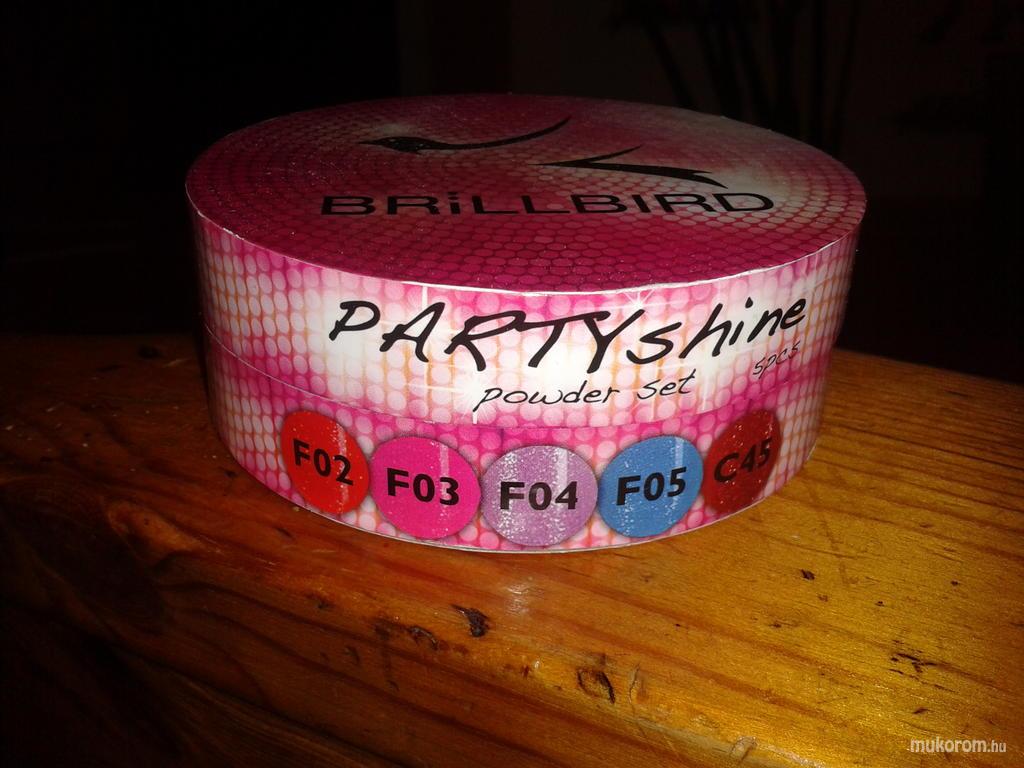 BRiLLBIRD
PARTYshine
powder set 5pcs
F02 F03 F04 F05 C45
mukorom.hu